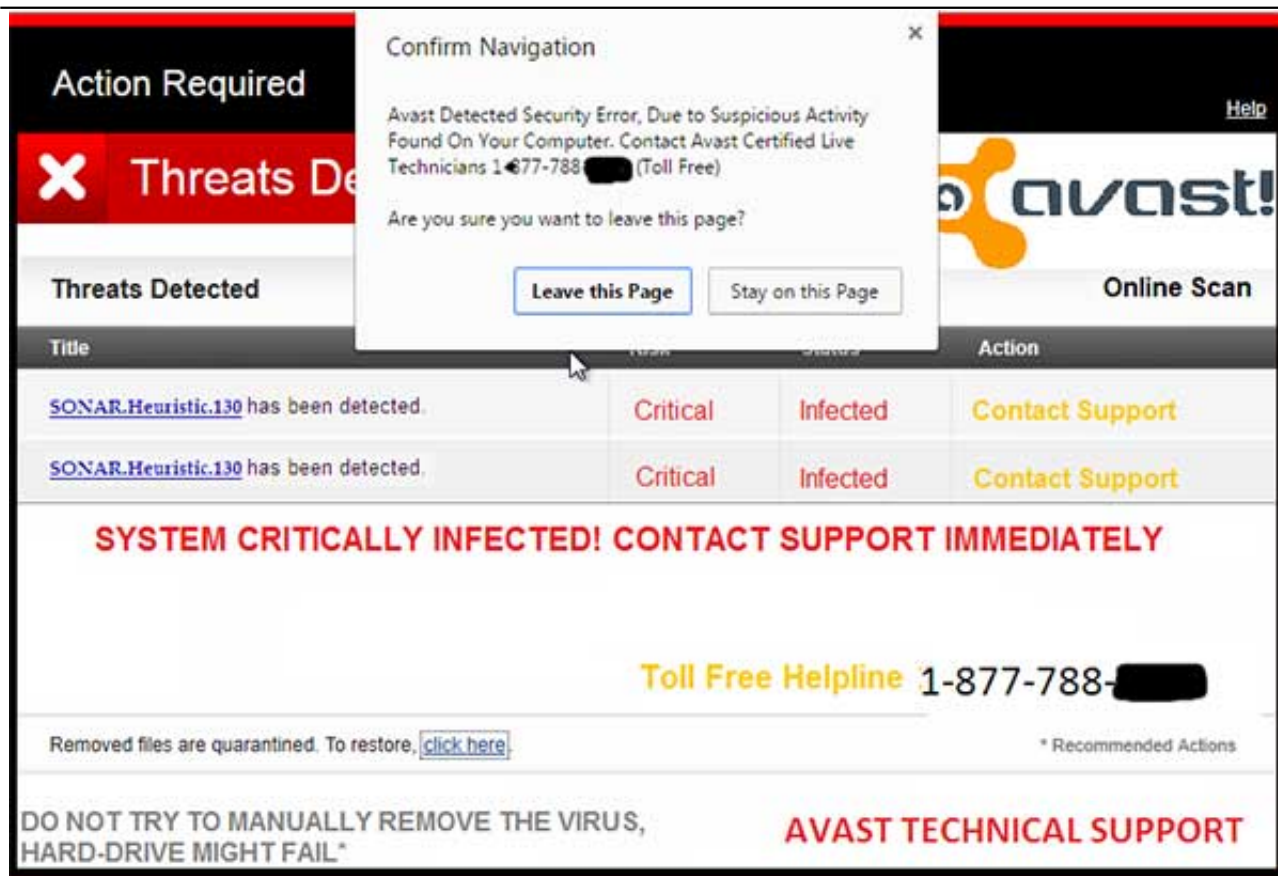 Action Required
Help
Confirm Navigation
Avast Detected Security Error, Due to Suspicious Activity
Found On Your Computer. Contact Avast Certified Live
Technicians 1-877-788 (Toll Free)
Are you sure you want to leave this page?
Leave this Page
Stay on this Page
Threats De
avast!
Threats Detected
Online Scan
Title
Action
SONAR.Heuristic.130 has been detected.
Critical
Infected
Contact Support
SONAR.Heuristic.130 has been detected.
Critical
Infected
Contact Support
SYSTEM CRITICALLY INFECTED! CONTACT SUPPORT IMMEDIATELY
Toll Free Helpline 1-877-788-
Removed files are quarantined. To restore, click here.
* Recommended Actions
DO NOT TRY TO MANUALLY REMOVE THE VIRUS,
HARD-DRIVE MIGHT FAIL*
AVAST TECHNICAL SUPPORT